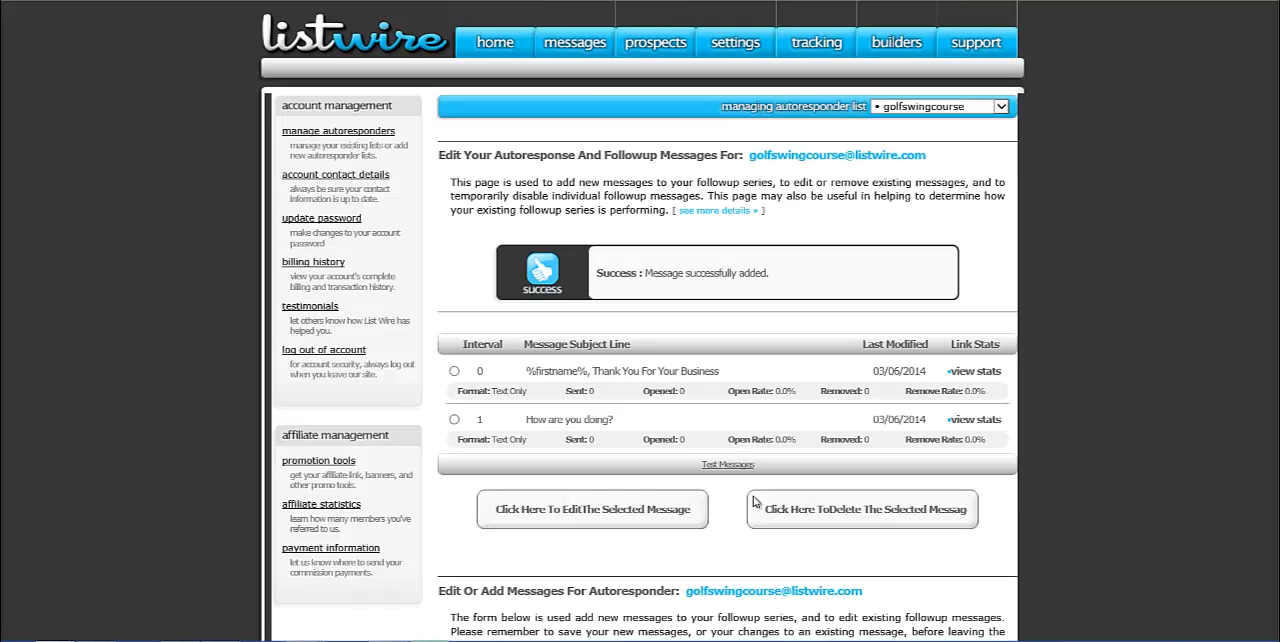 listwire
home messages prospects settings tracking builders support
account management
manage autoresponders
manage your existing lists or add
new autoresponder lists.
account contact details
always be sure your contact
information is up to date.
update password
make changes to your account
password
billing history
view your account's complete
billing and transaction history.
testimonials
let others know how List Wire has
helped you.
log out of account
for account security, always log out
when you leave our site.
affiliate management
promotion tools
get your affiliate link, banners, and
other promo tools.
affiliate statistics
learn how many members you've
referred to us.
payment information
let us know where to send your
commission payments.
managing autoresponder list • golfswingcourse
Edit Your Autoresponse And Followup Messages For: golfswingcourse@listwire.com
This page is used to add new messages to your followup series, to edit or remove existing messages, and to
temporarily disable individual followup messages. This page may also be useful in helping to determine how
your existing followup series is performing. [ see more details » ]
success
Success : Message successfully added.
Interval Message Subject Line Last Modified Link Stats
0 %firstname%, Thank You For Your Business 03/06/2014 •view stats
Format: Text Only Sent: 0 Opened: 0 Open Rate: 0.0% Removed: 0 Remove Rate: 0.0%
1 How are you doing? 03/06/2014 •view stats
Format: Text Only Sent: 0 Opened: 0 Open Rate: 0.0% Removed: 0 Remove Rate: 0.0%
Test Messages
Click Here To EditThe Selected Message Click Here ToDelete The Selected Messag
Edit Or Add Messages For Autoresponder: golfswingcourse@listwire.com
The form below is used add new messages to your followup series, and to edit existing followup messages.
Please remember to save your new messages, or your changes to an existing message, before leaving the